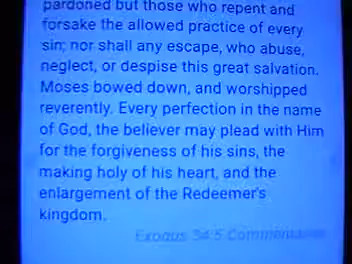 pardoned but those who repent and
forsake the allowed practice of every
sin; nor shall any escape, who abuse,
neglect, or despise this great salvation.
Moses bowed down, and worshipped
reverently. Every perfection in the name
of God, the believer may plead with Him
for the forgiveness of his sins, the
making holy of his heart, and the
enlargement of the Redeemer's
kingdom.
Exodus 34:5 Commentaries